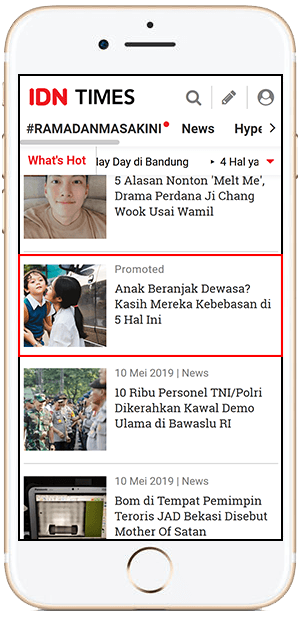 IDN TIMES
#RAMADANMASAKINI News Hype
What's Hot lay Day di Bandung 4 Hal ya
5 Alasan Nonton 'Melt Me',
Drama Perdana Ji Chang
Wook Usai Wamil
Promoted
Anak Beranjak Dewasa?
Kasih Mereka Kebebasan di
5 Hal Ini
10 Mei 2019 | News
10 Ribu Personel TNI/Polri
Dikerahkan Kawal Demo
Ulama di Bawaslu RI
10 Mei 2019 | News
Bom di Tempat Pemimpin
Teroris JAD Bekasi Disebut
Mother Of Satan